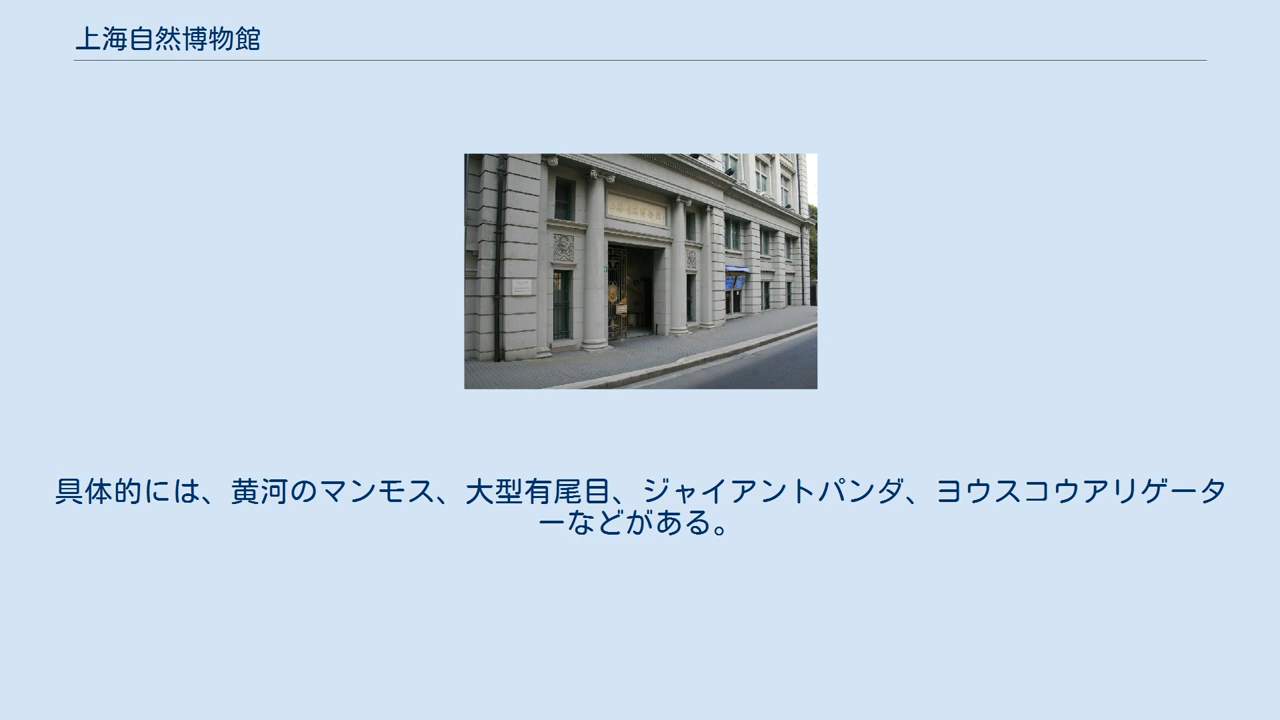 上海自然博物館
具体的には、黄河のマンモス、大型有尾目、ジャイアントパンダ、ヨウスコウアリゲータ
ーなどがある。